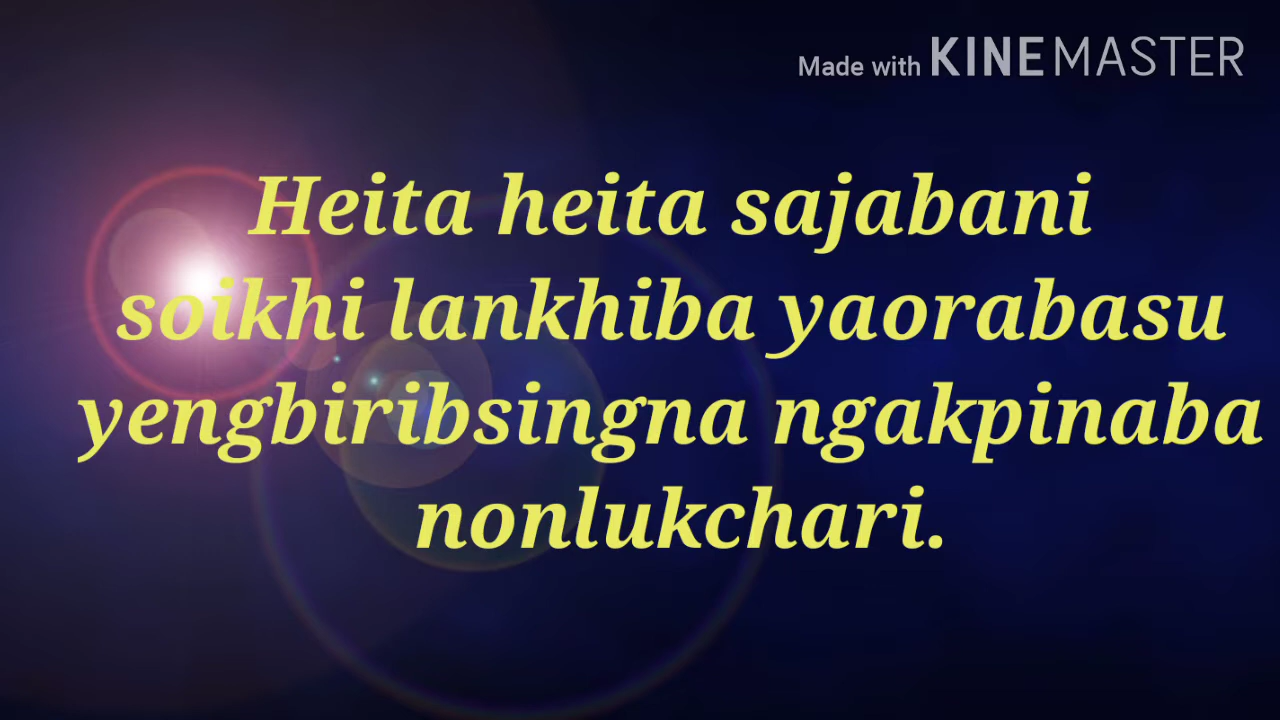 Made with KINEMASTER
Heita heita sajabani
soikhi lankhiba yaorabasu
yengbiribsingna ngakpinaba
nonlukchari.